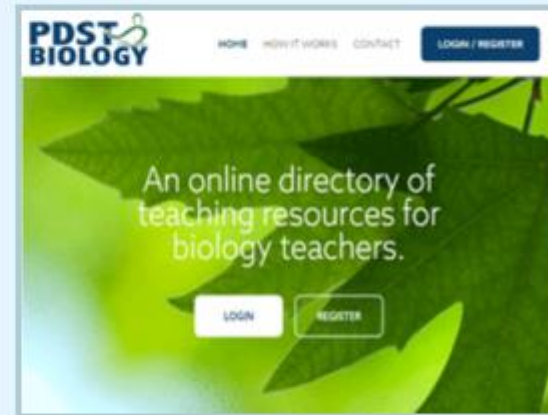 PDST
BIOLOGY
HOME HOW IT WORKS CONTACT LOGIN / REGISTER
An online directory of
teaching resources for
biology teachers.
LOGIN REGISTER